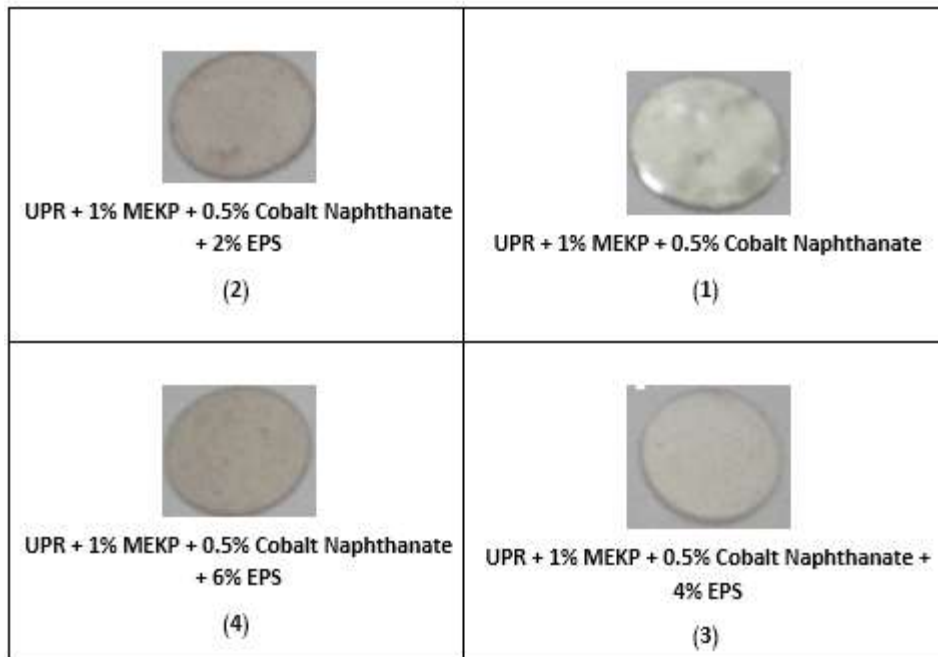 UPR + 1% MEKP + 0.5% Cobalt Naphthanate
+ 2% EPS
(2)
UPR + 1% MEKP + 0.5% Cobalt Naphthanate
(1)
UPR + 1% MEKP + 0.5% Cobalt Naphthanate
+ 6% EPS
(4)
UPR + 1% MEKP + 0.5% Cobalt Naphthanate +
4% EPS
(3)